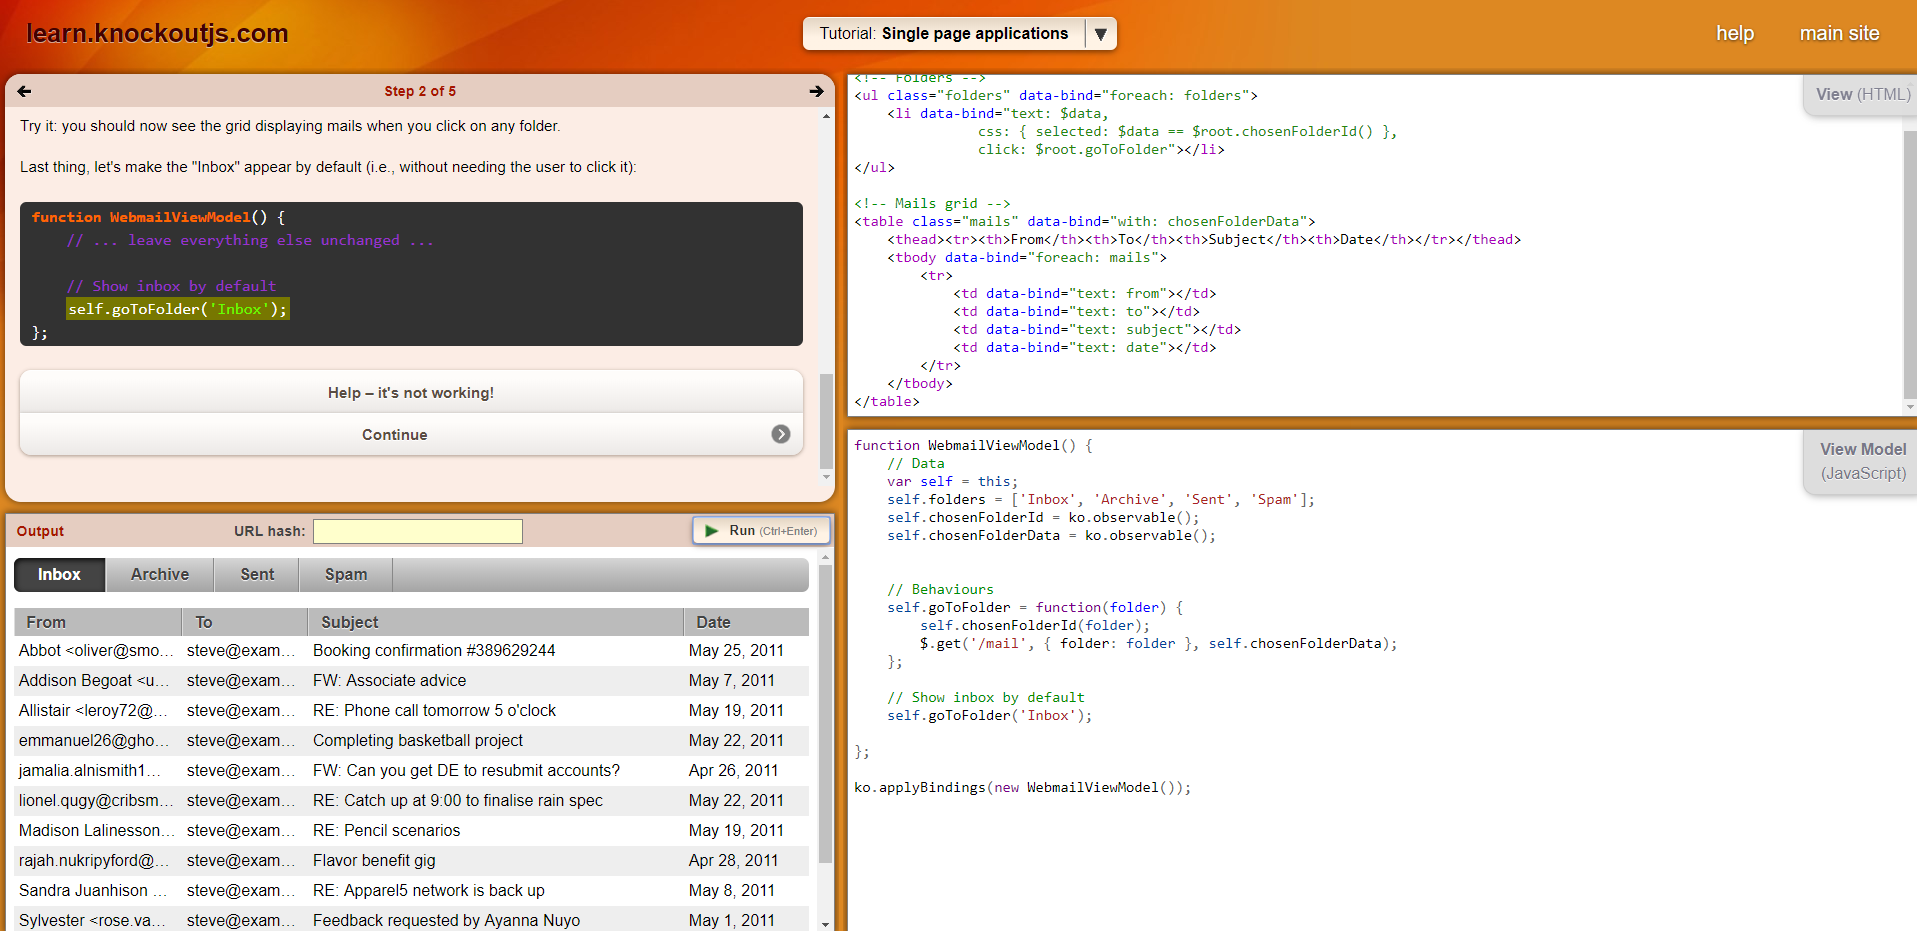 learn.knockoutjs.com
Tutorial: Single page applications
help
main site
Step 2 of 5
Try it: you should now see the grid displaying mails when you click on any folder.
Last thing, let's make the "Inbox" appear by default (i.e., without needing the user to click it):
function WebmailViewModel() {
    // ... leave everything else unchanged ...
    // Show inbox by default
    self.goToFolder('Inbox');
};
Help – it's not working!
Continue
Output
URL hash:
Run (Ctrl+Enter)
Inbox Archive Sent Spam
From To Subject Date
Abbot <oliver@smo... steve@exam... Booking confirmation #389629244 May 25, 2011
Addison Begoat <u... steve@exam... FW: Associate advice May 7, 2011
Allistair <leroy72@... steve@exam... RE: Phone call tomorrow 5 o'clock May 19, 2011
emmanuel26@gho... steve@exam... Completing basketball project May 22, 2011
jamalia.alnismith1... steve@exam... FW: Can you get DE to resubmit accounts? Apr 26, 2011
lionel.qugy@cribsm... steve@exam... RE: Catch up at 9:00 to finalise rain spec May 22, 2011
Madison Lalinesson... steve@exam... RE: Pencil scenarios May 19, 2011
rajah.nukripyford@... steve@exam... Flavor benefit gig Apr 28, 2011
Sandra Juanhison ... steve@exam... RE: Apparel5 network is back up May 8, 2011
Sylvester <rose.va... steve@exam... Feedback requested by Ayanna Nuyo May 1, 2011
View (HTML)
<!-- Folders -->
<ul class="folders" data-bind="foreach: folders">
    <li data-bind="text: $data,
               css: { selected: $data == $root.chosenFolderId() },
               click: $root.goToFolder"></li>
</ul>
<!-- Mails grid -->
<table class="mails" data-bind="with: chosenFolderData">
    <thead><tr><th>From</th><th>To</th><th>Subject</th><th>Date</th></tr></thead>
    <tbody data-bind="foreach: mails">
        <tr>
            <td data-bind="text: from"></td>
            <td data-bind="text: to"></td>
            <td data-bind="text: subject"></td>
            <td data-bind="text: date"></td>
        </tr>
    </tbody>
</table>
View Model
(JavaScript)
function WebmailViewModel() {
    // Data
    var self = this;
    self.folders = ['Inbox', 'Archive', 'Sent', 'Spam'];
    self.chosenFolderId = ko.observable();
    self.chosenFolderData = ko.observable();
    // Behaviours
    self.goToFolder = function(folder) {
        self.chosenFolderId(folder);
        $.get('/mail', { folder: folder }, self.chosenFolderData);
    };
    // Show inbox by default
    self.goToFolder('Inbox');
};
ko.applyBindings(new WebmailViewModel());